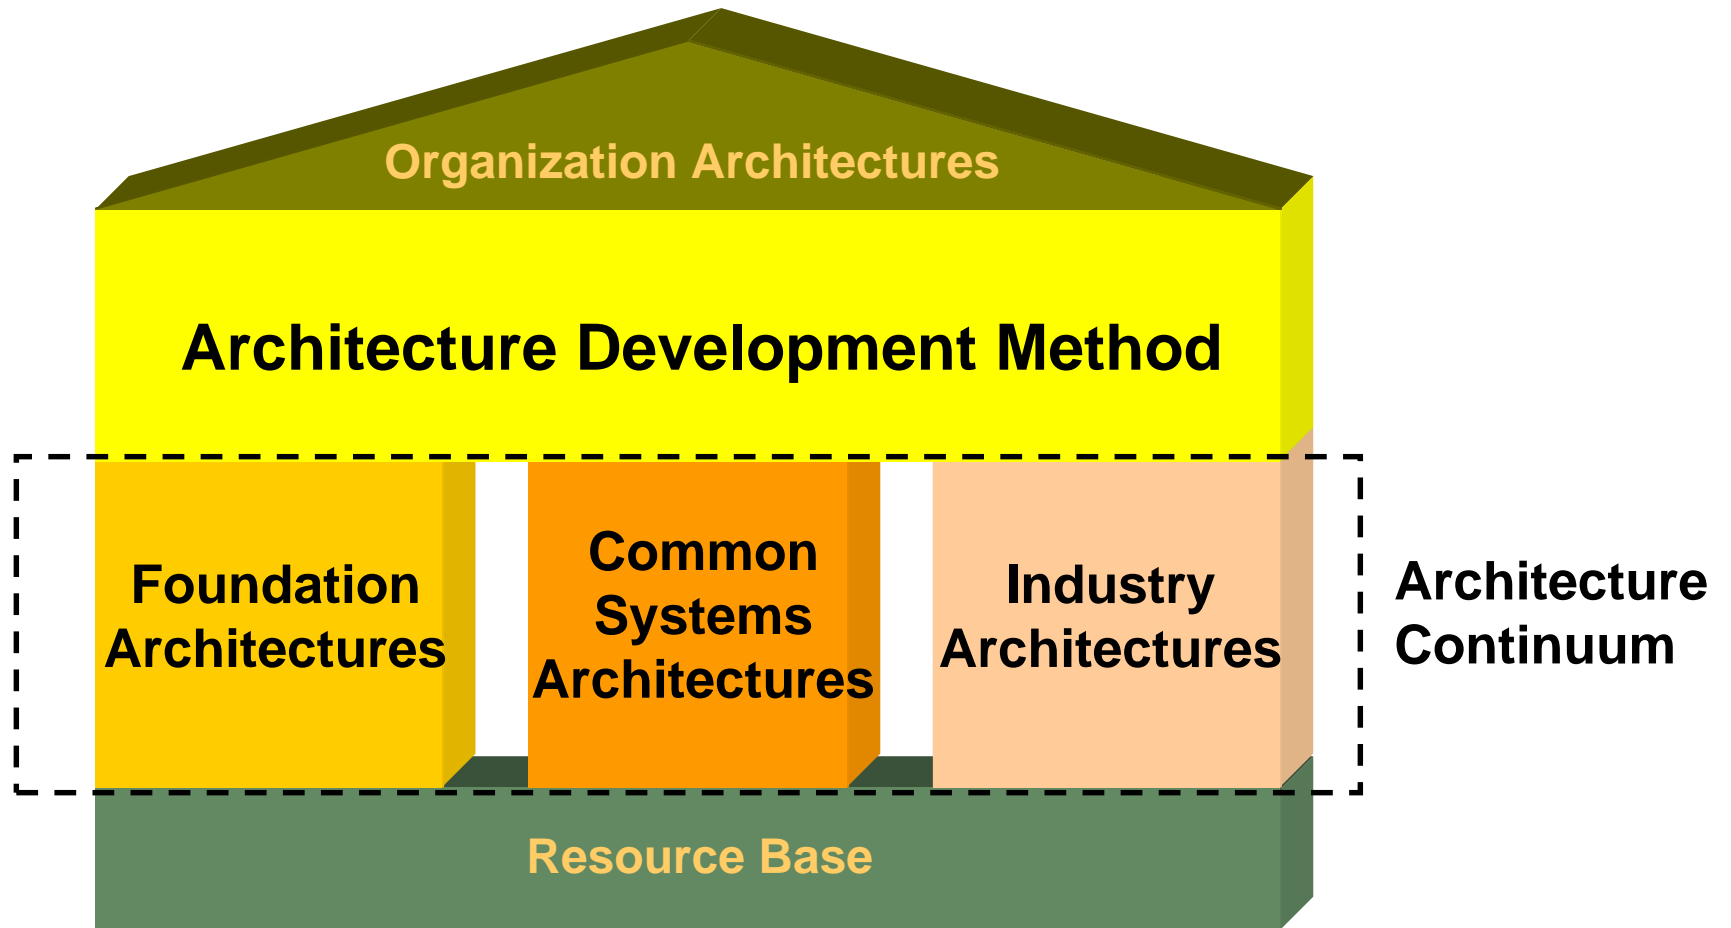 Organization Architectures
Architecture Development Method
Foundation
Architectures
Common
Systems
Architectures
Industry
Architectures
Architecture
Continuum
Resource Base